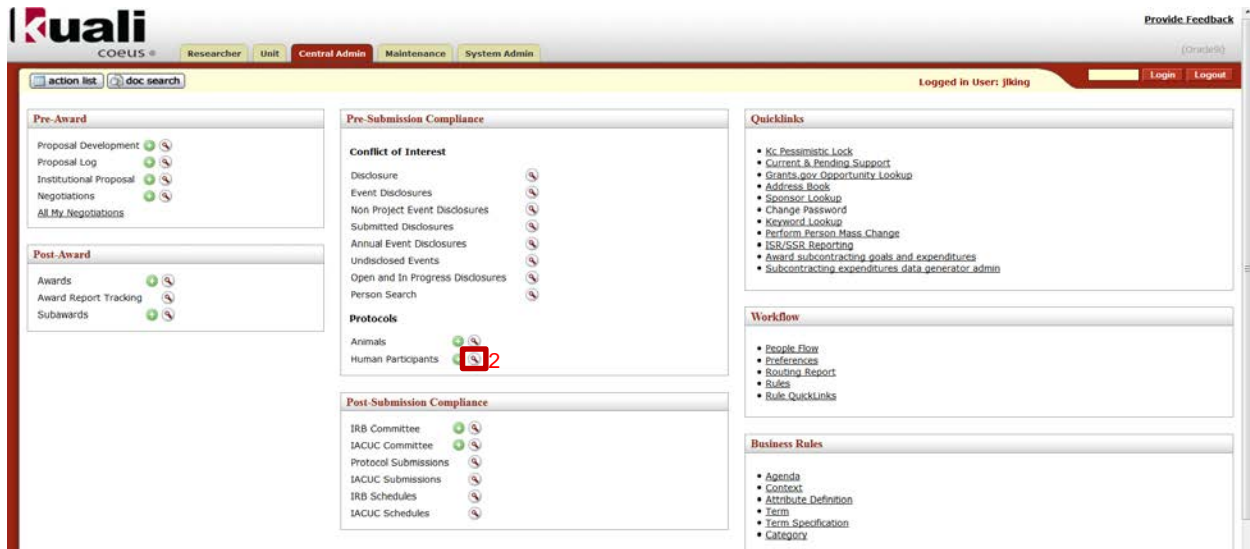 Kuali
coeus
Provide Feedback
Researcher Unit Central Admin Maintenance System Admin
(Oracle9i)
action list doc search
Logged in User: jlking
Login Logout
Pre-Award
Proposal Development
Proposal Log
Institutional Proposal
Negotiations
All My Negotiations
Post-Award
Awards
Award Report Tracking
Subawards
Pre-Submission Compliance
Conflict of Interest
Disclosure
Event Disclosures
Non Project Event Disclosures
Submitted Disclosures
Annual Event Disclosures
Undisclosed Events
Open and In Progress Disclosures
Person Search
Protocols
Animals
Human Participants 2
Post-Submission Compliance
IRB Committee
IACUC Committee
Protocol Submissions
IACUC Submissions
IRB Schedules
IACUC Schedules
Quicklinks
• Kc Pessimistic Lock
• Current & Pending Support
• Grants.gov Opportunity Lookup
• Address Book
• Sponsor Lookup
• Change Password
• Keyword Lookup
• Perform Person Mass Change
• ISR/SSR Reporting
• Award subcontracting goals and expenditures
• Subcontracting expenditures data generator admin
Workflow
• People Flow
• Preferences
• Routing Report
• Rules
• Rule QuickLinks
Business Rules
• Agenda
• Context
• Attribute Definition
• Term
• Term Specification
• Category